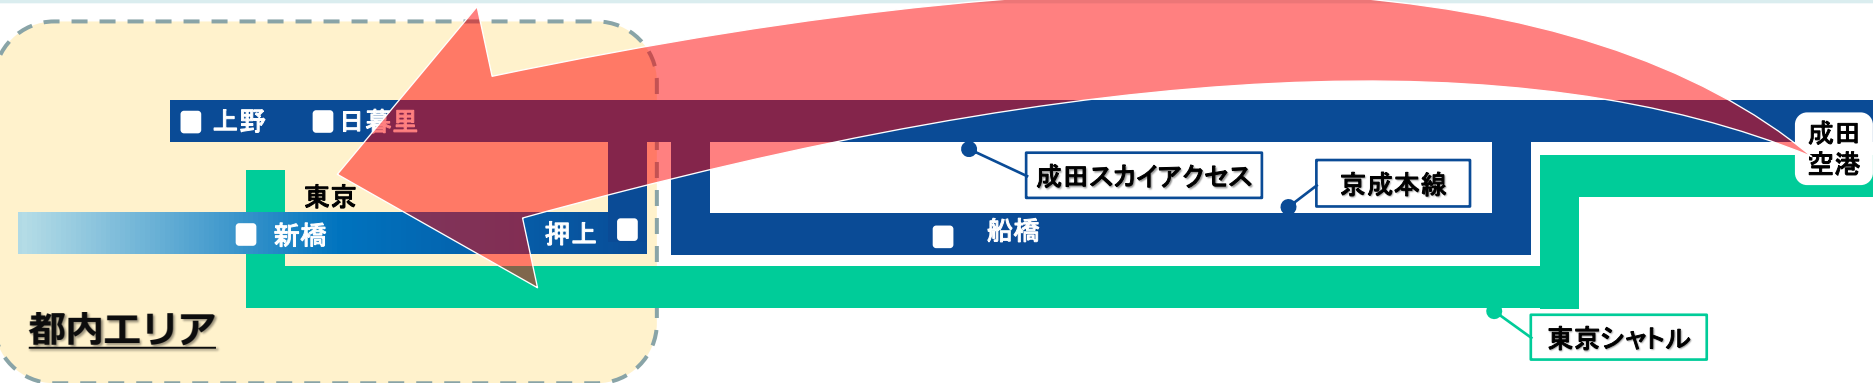 上野
日暮里
成田
空港
成田スカイアクセス
京成本線
東京
新橋
押上
船橋
都内エリア
東京シャトル